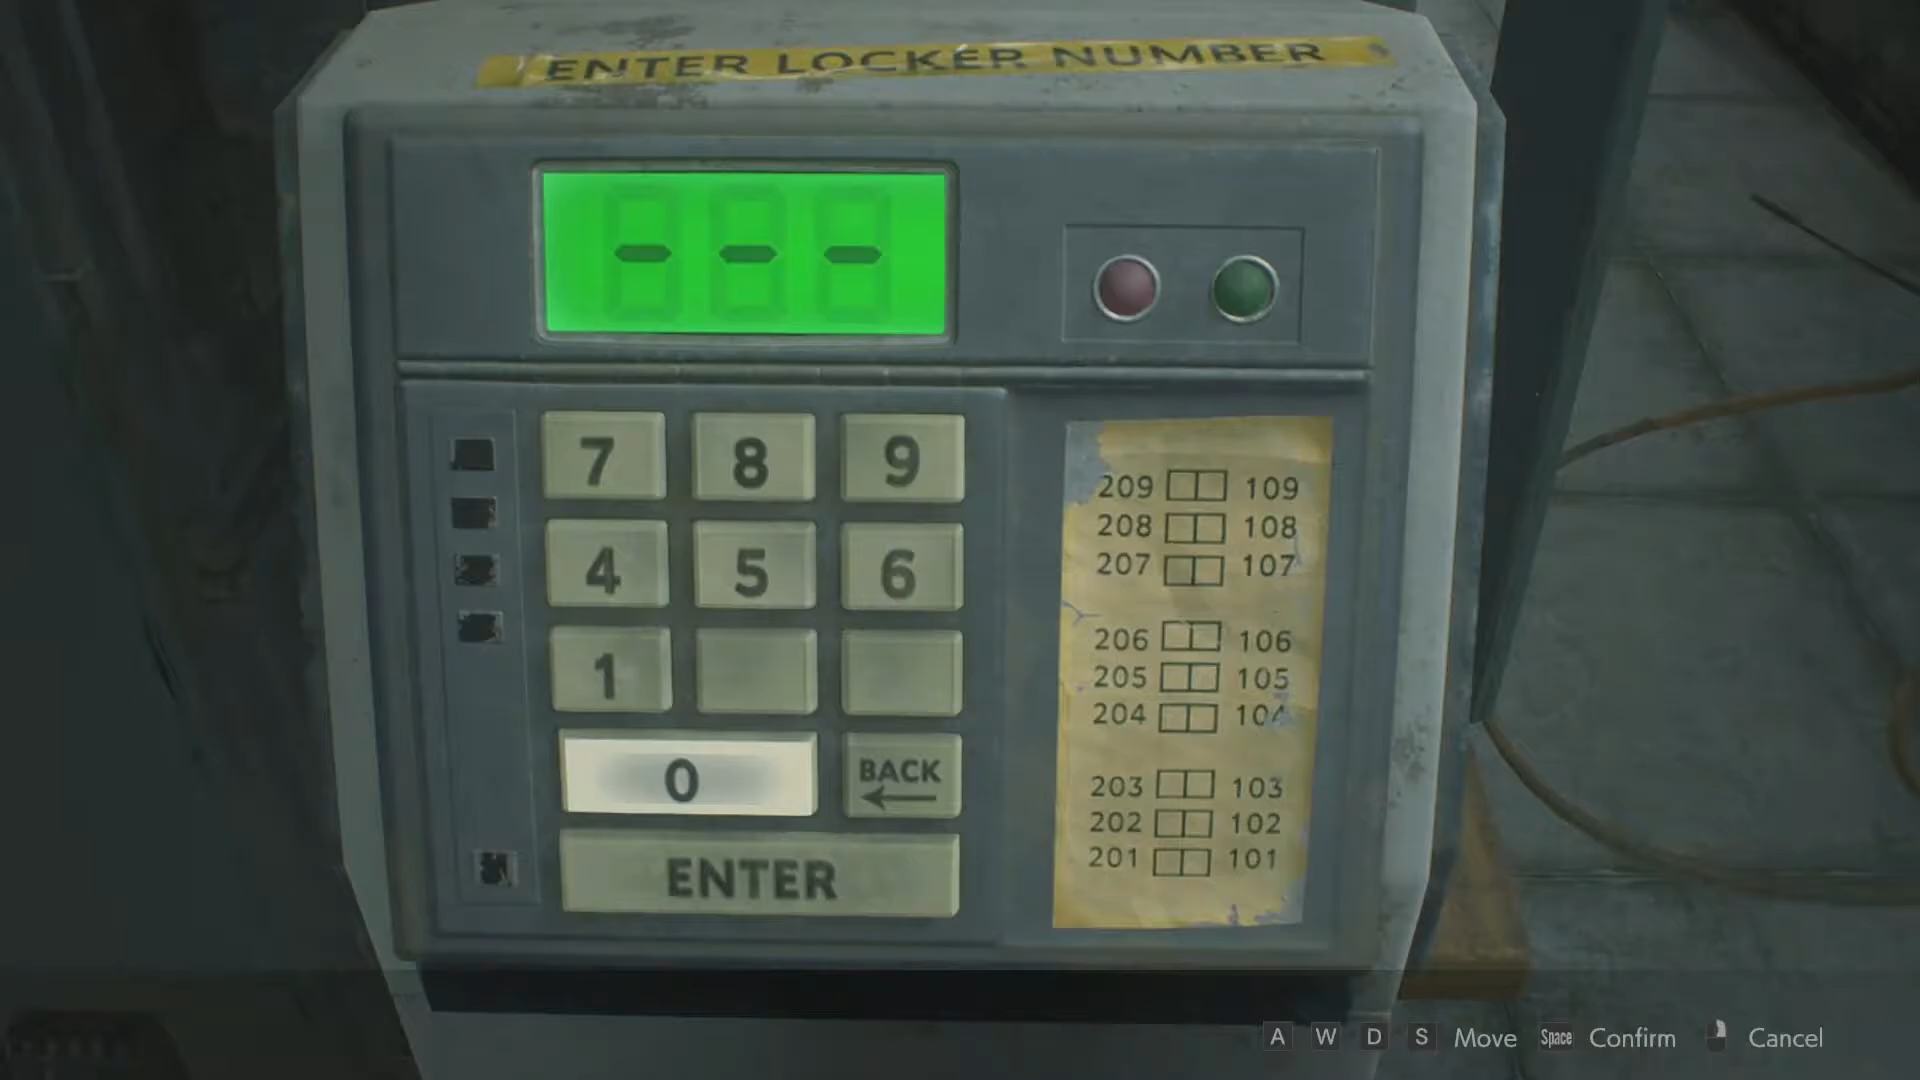 ENTER LOCKER NUMBER
- - -
7 8 9
4 5 6
1
0 BACK
ENTER
209 109
208 108
207 107
206 106
205 105
204 104
203 103
202 102
201 101
A W D S Move Space Confirm Cancel